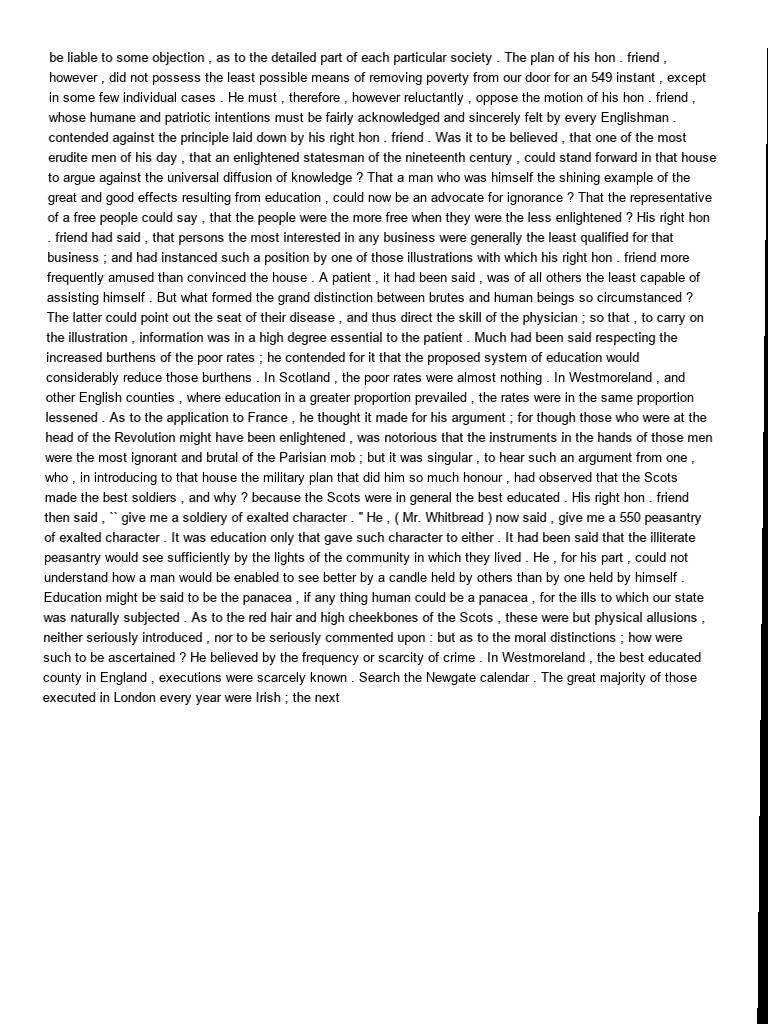 be liable to some objection , as to the detailed part of each particular society . The plan of his hon . friend ,
however , did not possess the least possible means of removing poverty from our door for an 549 instant , except
in some few individual cases . He must , therefore , however reluctantly , oppose the motion of his hon . friend ,
whose humane and patriotic intentions must be fairly acknowledged and sincerely felt by every Englishman .
contended against the principle laid down by his right hon . friend . Was it to be believed , that one of the most
erudite men of his day , that an enlightened statesman of the nineteenth century , could stand forward in that house
to argue against the universal diffusion of knowledge ? That a man who was himself the shining example of the
great and good effects resulting from education , could now be an advocate for ignorance ? That the representative
of a free people could say , that the people were the more free when they were the less enlightened ? His right hon
. friend had said , that persons the most interested in any business were generally the least qualified for that
business ; and had instanced such a position by one of those illustrations with which his right hon . friend more
frequently amused than convinced the house . A patient , it had been said , was of all others the least capable of
assisting himself . But what formed the grand distinction between brutes and human beings so circumstanced ?
The latter could point out the seat of their disease , and thus direct the skill of the physician ; so that , to carry on
the illustration , information was in a high degree essential to the patient . Much had been said respecting the
increased burthens of the poor rates ; he contended for it that the proposed system of education would
considerably reduce those burthens . In Scotland , the poor rates were almost nothing . In Westmoreland , and
other English counties , where education in a greater proportion prevailed , the rates were in the same proportion
lessened . As to the application to France , he thought it made for his argument ; for though those who were at the
head of the Revolution might have been enlightened , was notorious that the instruments in the hands of those men
were the most ignorant and brutal of the Parisian mob ; but it was singular , to hear such an argument from one ,
who , in introducing to that house the military plan that did him so much honour , had observed that the Scots
made the best soldiers , and why ? because the Scots were in general the best educated . His right hon . friend
then said , `` give me a soldiery of exalted character . " He , ( Mr. Whitbread ) now said , give me a 550 peasantry
of exalted character . It was education only that gave such character to either . It had been said that the illiterate
peasantry would see sufficiently by the lights of the community in which they lived . He , for his part , could not
understand how a man would be enabled to see better by a candle held by others than by one held by himself .
Education might be said to be the panacea , if any thing human could be a panacea , for the ills to which our state
was naturally subjected . As to the red hair and high cheekbones of the Scots , these were but physical allusions ,
neither seriously introduced , nor to be seriously commented upon : but as to the moral distinctions ; how were
such to be ascertained ? He believed by the frequency or scarcity of crime . In Westmoreland , the best educated
county in England , executions were scarcely known . Search the Newgate calendar . The great majority of those
executed in London every year were Irish ; the next